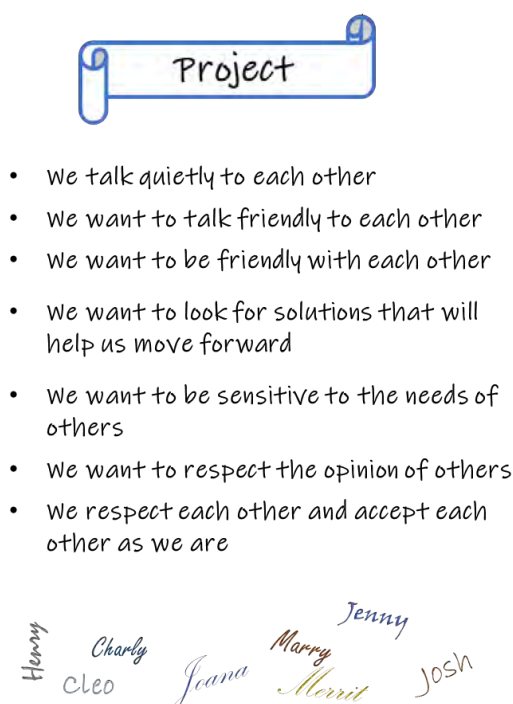 Project
• We talk quietly to each other
• We want to talk friendly to each other
• We want to be friendly with each other
• We want to look for solutions that will
help us move forward
• We want to be sensitive to the needs of
others
• We want to respect the opinion of others
• We respect each other and accept each
other as we are
Jenny
Henry
Charly
Marry
Cleo
Joana
Merrit
Josh